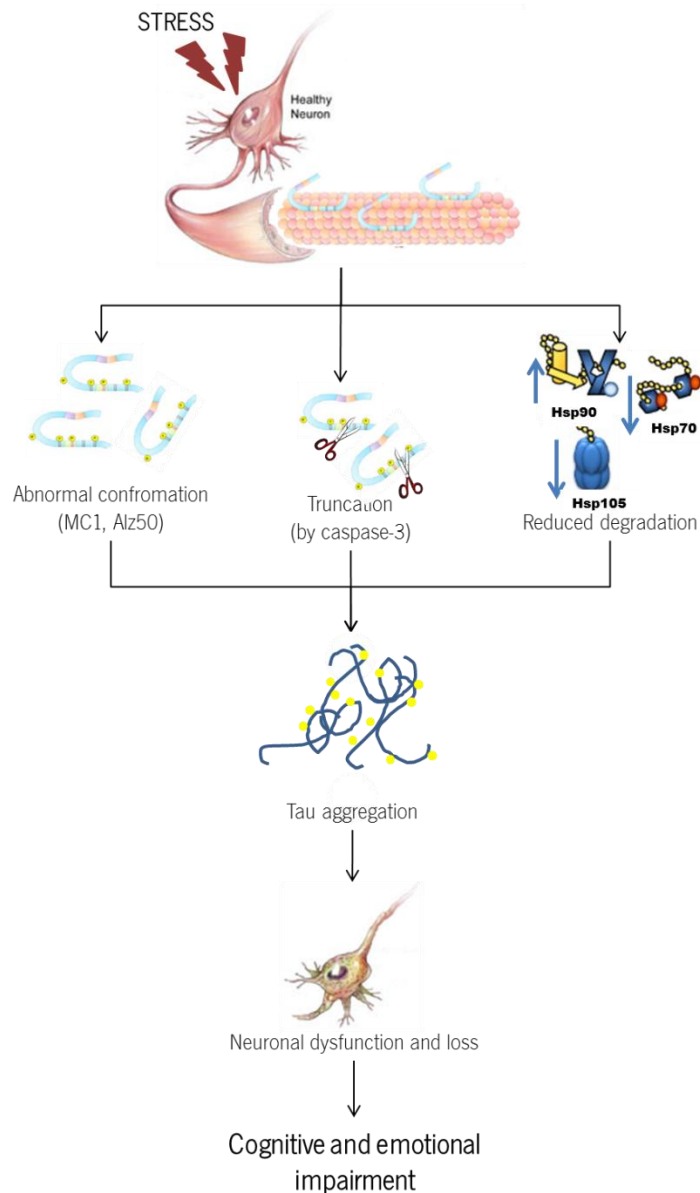 STRESS
Healthy
Neuron
Abnormal confromation
(MC1, Alz50)
Truncation
(by caspase-3)
Hsp90
Hsp70
Hsp105
Reduced degradation
Tau aggregation
Neuronal dysfunction and loss
Cognitive and emotional
impairment